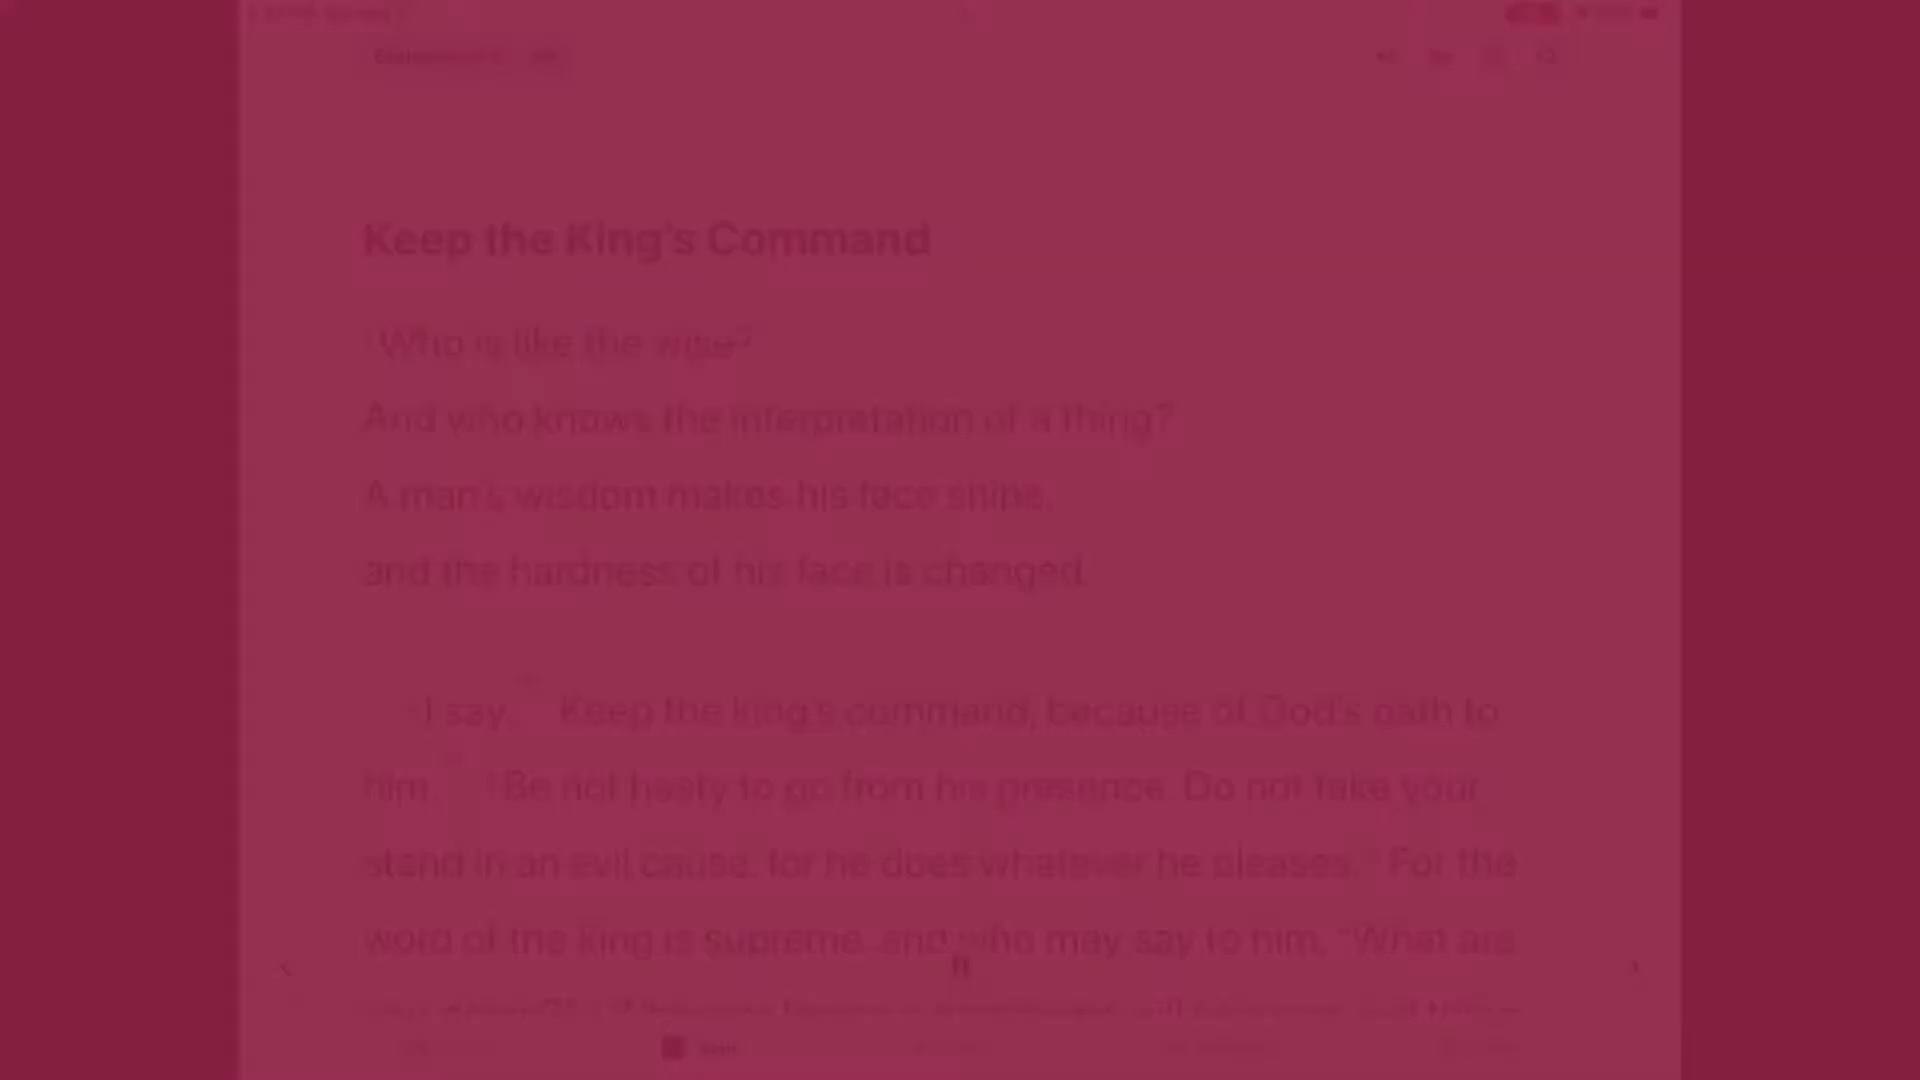 Keep the King's Command
Who is like the wise?
And who knows the interpretation of a thing?
A man's wisdom makes his face shine,
and the hardness of his face is changed.
I say, Keep the king's command, because of God's oath to
him. Be not hasty to go from his presence. Do not take your
stand in an evil cause, for he does whatever he pleases. For the
word of the king is supreme, and who may say to him, "What are